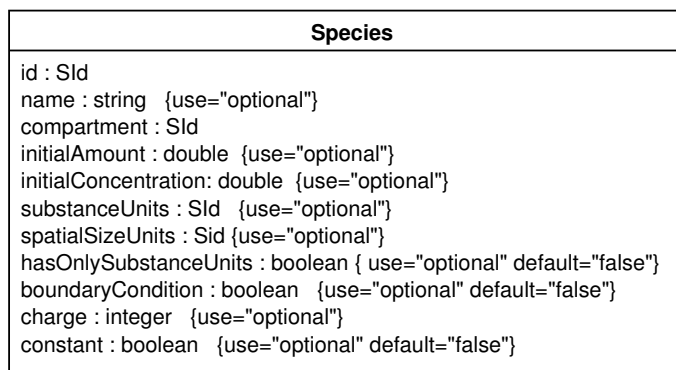 Species
id : SId
name : string {use="optional"}
compartment : SId
initialAmount : double {use="optional"}
initialConcentration: double {use="optional"}
substanceUnits : SId {use="optional"}
spatialSizeUnits : Sid {use="optional"}
hasOnlySubstanceUnits : boolean { use="optional" default="false"}
boundaryCondition : boolean {use="optional" default="false"}
charge : integer {use="optional"}
constant : boolean {use="optional" default="false"}